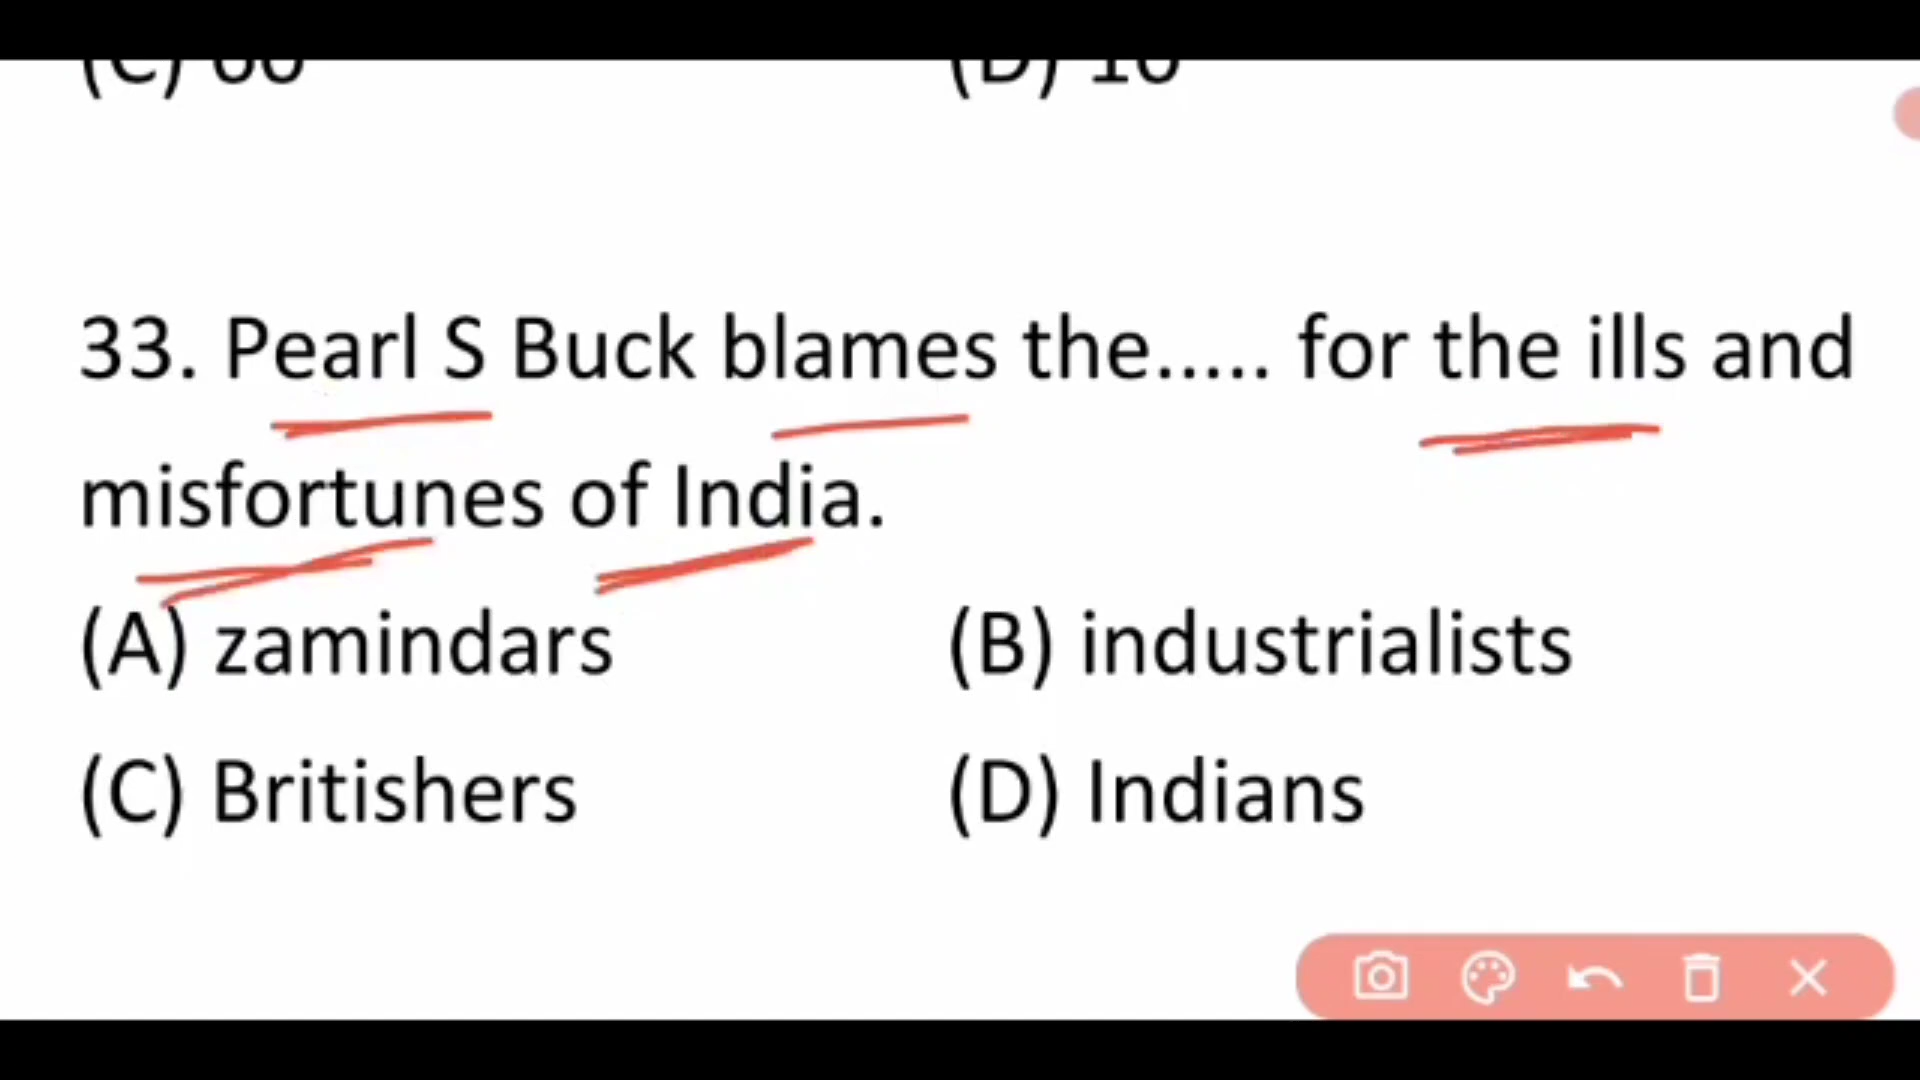 33. Pearl S Buck blames the..... for the ills and
misfortunes of India.
(A) zamindars (B) industrialists
(C) Britishers (D) Indians